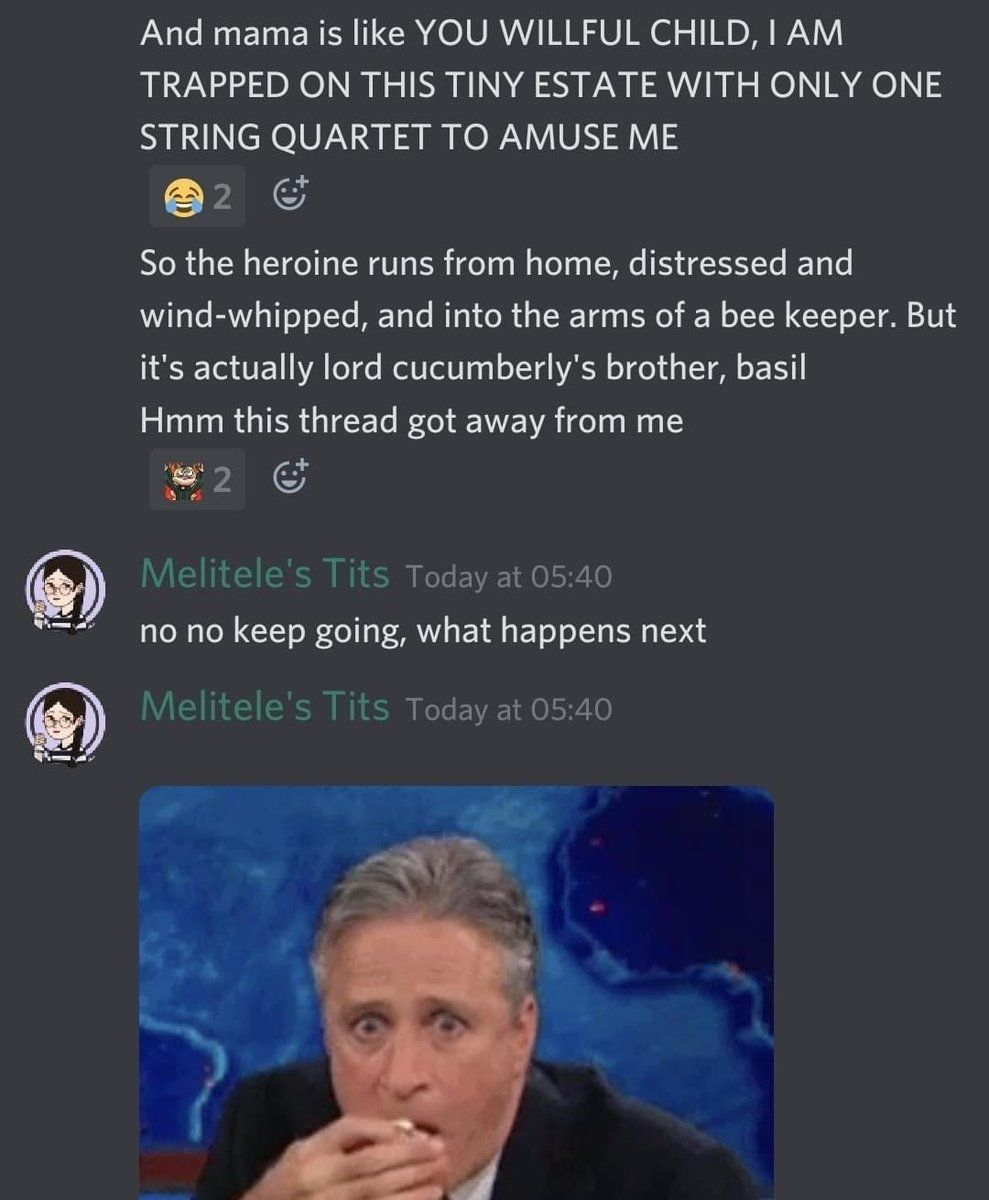 And mama is like YOU WILLFUL CHILD, I AM
TRAPPED ON THIS TINY ESTATE WITH ONLY ONE
STRING QUARTET TO AMUSE ME
2
So the heroine runs from home, distressed and
wind-whipped, and into the arms of a bee keeper. But
it's actually lord cucumberly's brother, basil
Hmm this thread got away from me
2
Melitele's Tits Today at 05:40
no no keep going, what happens next
Melitele's Tits Today at 05:40